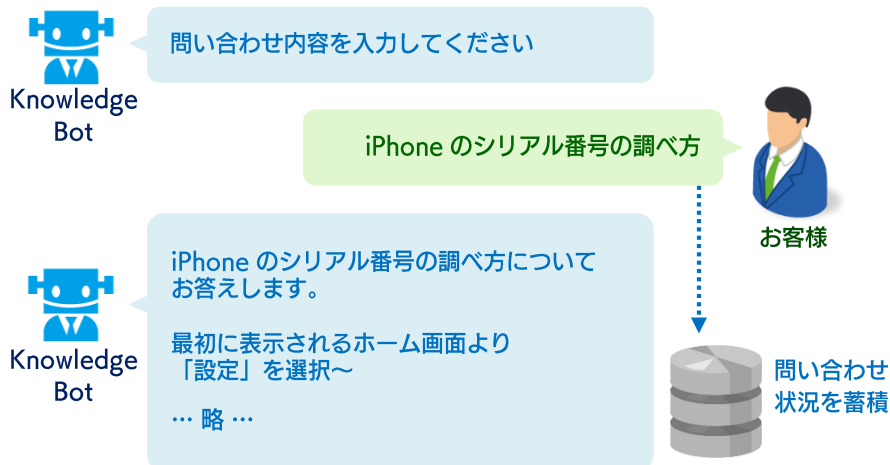 問い合わせ内容を入力してください
Knowledge
Bot
iPhone のシリアル番号の調べ方
お客様
iPhone のシリアル番号の調べ方について
お答えします。
最初に表示されるホーム画面より
「設定」を選択～
… 略 …
Knowledge
Bot
問い合わせ
状況を蓄積